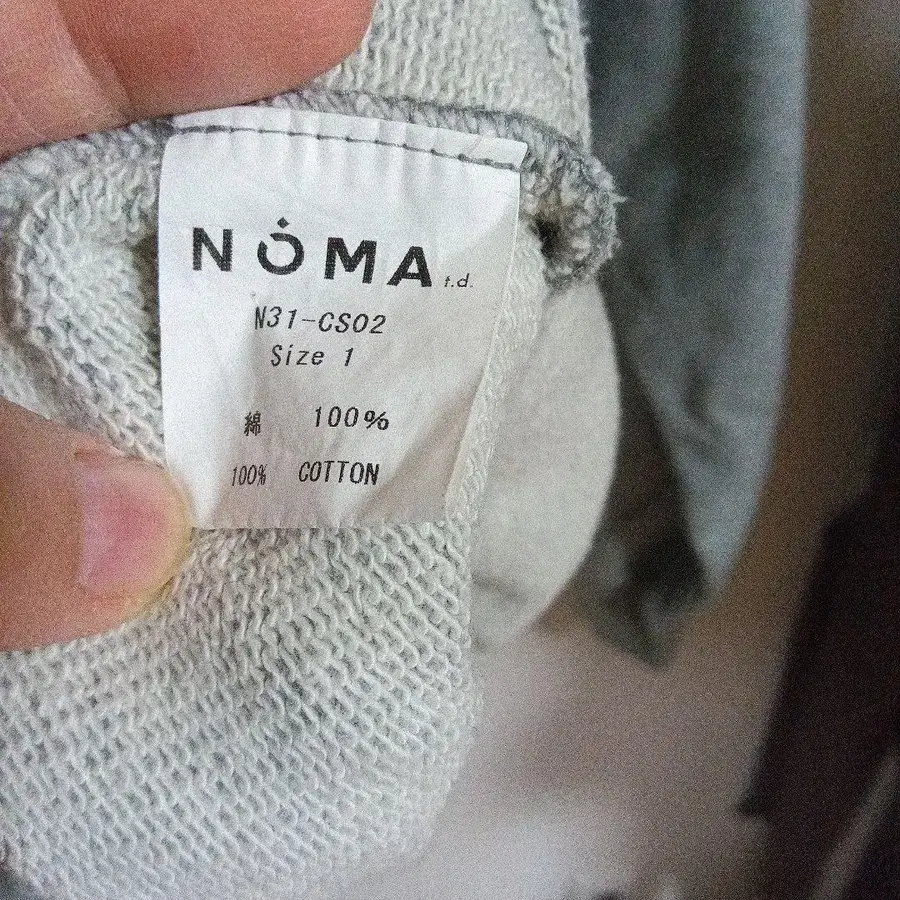 NOMA t.d.
N31-CS02
Size 1
綿 100%
100% COTTON